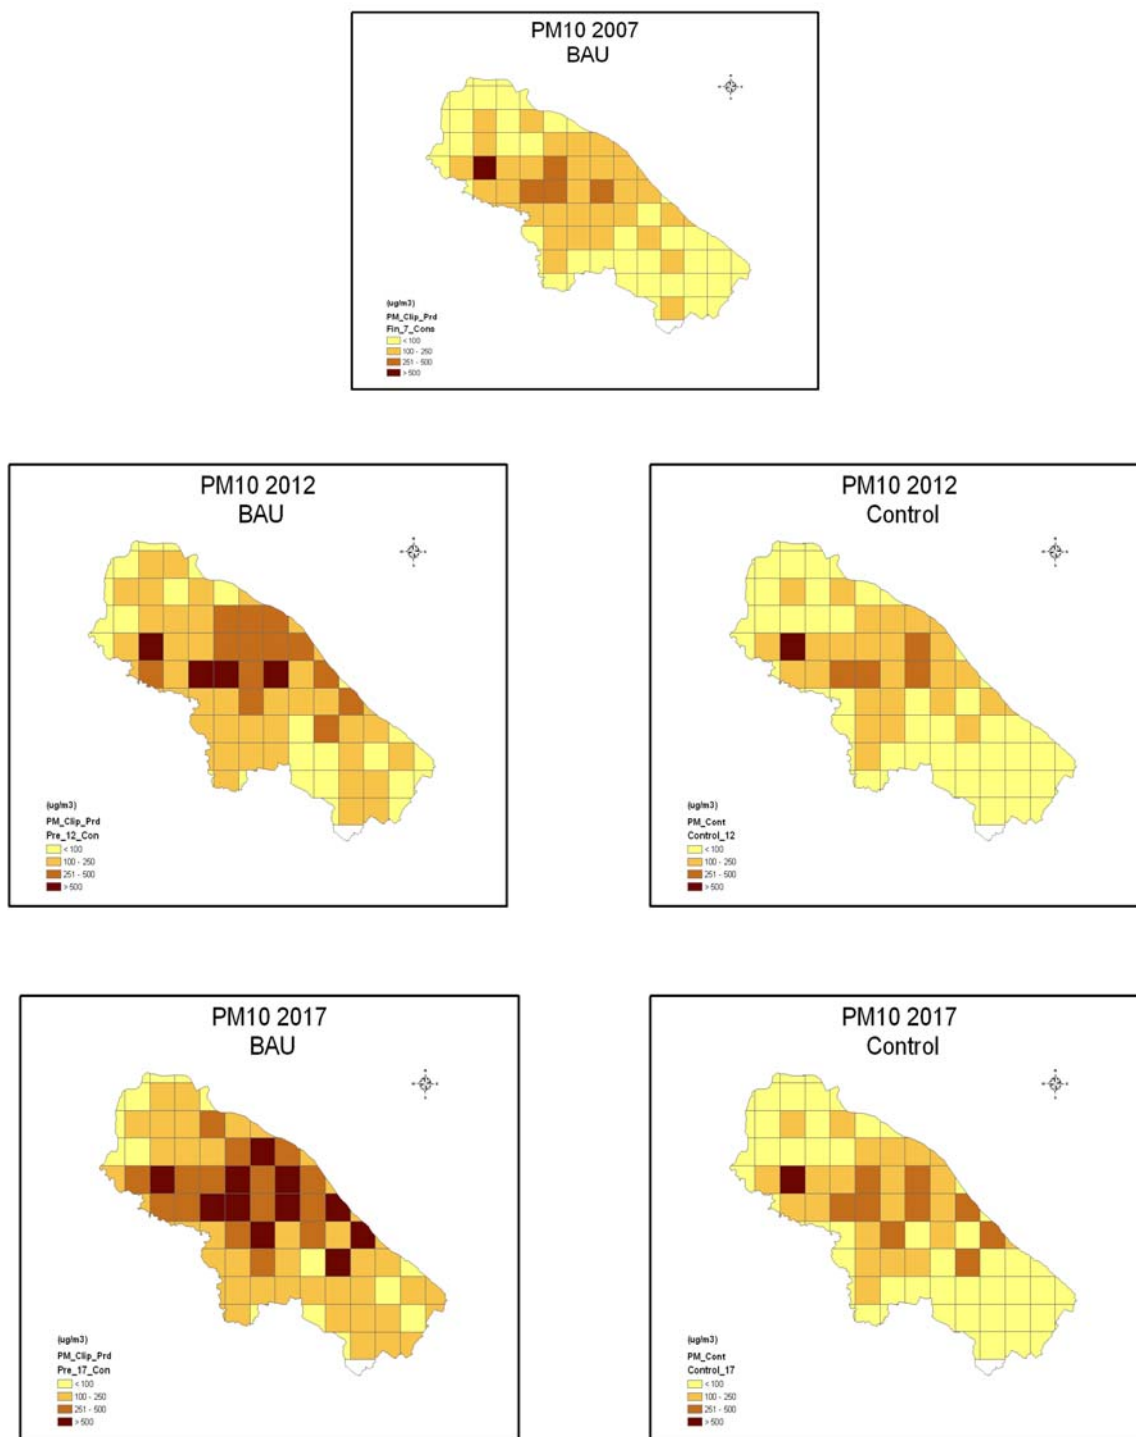 PM10 2007
BAU
(ug/m3)
PM_Clip_Prd
Fin_7_Cons
< 100
100 - 250
251 - 500
> 500
PM10 2012
BAU
(ug/m3)
PM_Clip_Prd
Pre_12_Con
< 100
100 - 250
251 - 500
> 500
PM10 2012
Control
(ug/m3)
PM_Cont
Control_12
< 100
100 - 250
251 - 500
> 500
PM10 2017
BAU
(ug/m3)
PM_Clip_Prd
Pre_17_Con
< 100
100 - 250
251 - 500
> 500
PM10 2017
Control
(ug/m3)
PM_Cont
Control_17
< 100
100 - 250
251 - 500
> 500